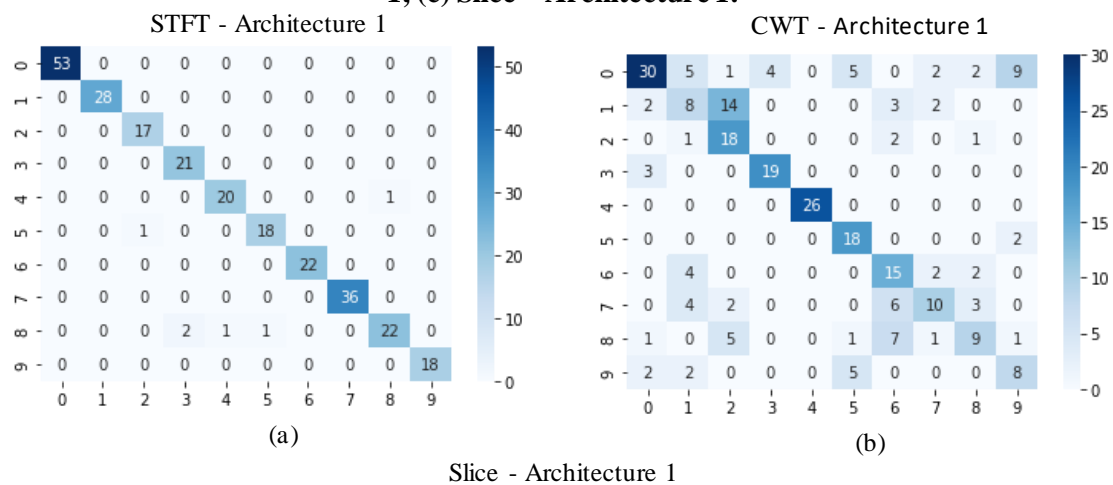 1, (c) Slice - Architecture 1.
STFT - Architecture 1
CWT - Architecture 1
0 53 0 0 0 0 0 0 0 0 0
1 0 28 0 0 0 0 0 0 0 0
2 0 0 17 0 0 0 0 0 0 0
3 0 0 0 21 0 0 0 0 0 0
4 0 0 0 0 20 0 0 0 1 0
5 0 0 1 0 0 18 0 0 0 0
6 0 0 0 0 0 0 22 0 0 0
7 0 0 0 0 0 0 0 36 0 0
8 0 0 0 2 1 1 0 0 22 0
9 0 0 0 0 0 0 0 0 0 18
0 1 2 3 4 5 6 7 8 9
50
40
30
20
10
0
(a)
0 30 5 1 4 0 5 0 2 2 9
1 2 8 14 0 0 0 3 2 0 0
2 0 1 18 0 0 0 2 0 1 0
3 3 0 0 19 0 0 0 0 0 0
4 0 0 0 0 26 0 0 0 0 0
5 0 0 0 0 0 18 0 0 0 2
6 0 4 0 0 0 0 15 2 2 0
7 0 4 2 0 0 0 6 10 3 0
8 1 0 5 0 0 1 7 1 9 1
9 2 2 0 0 0 5 0 0 0 8
0 1 2 3 4 5 6 7 8 9
30
25
20
15
10
5
0
(b)
Slice - Architecture 1